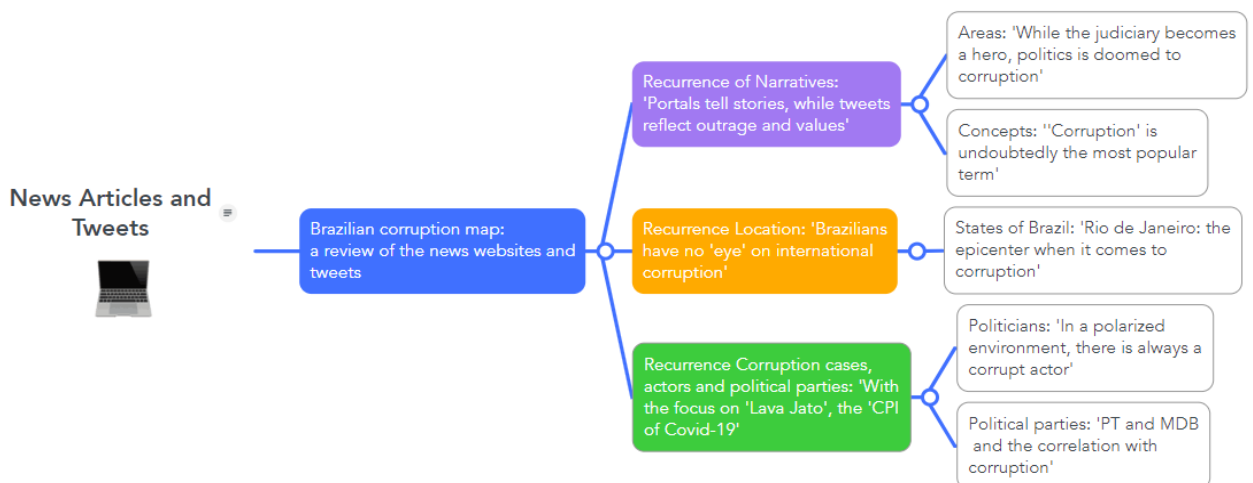 News Articles and
Tweets
Brazilian corruption map:
a review of the news websites and
tweets
Recurrence of Narratives:
'Portals tell stories, while tweets
reflect outrage and values'
Areas: 'While the judiciary becomes
a hero, politics is doomed to
corruption'
Concepts: ''Corruption' is
undoubtedly the most popular
term'
Recurrence Location: 'Brazilians
have no 'eye' on international
corruption'
States of Brazil: 'Rio de Janeiro: the
epicenter when it comes to
corruption'
Recurrence Corruption cases,
actors and political parties: 'With
the focus on 'Lava Jato', the 'CPI
of Covid-19'
Politicians: 'In a polarized
environment, there is always a
corrupt actor'
Political parties: 'PT and MDB
and the correlation with
corruption'